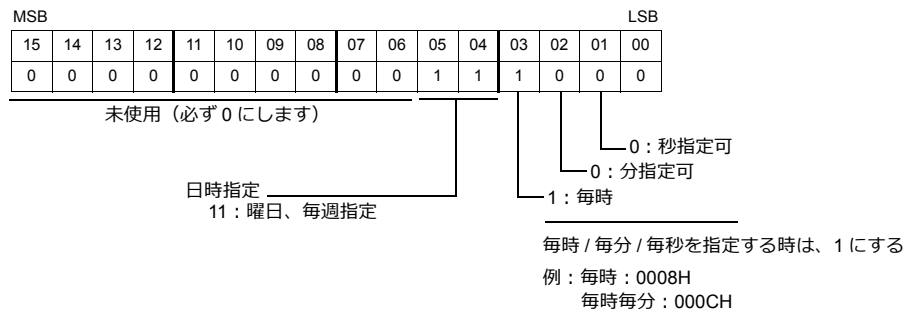 MSB LSB
15 14 13 12 11 10 09 08 07 06 05 04 03 02 01 00
0 0 0 0 0 0 0 0 0 0 1 1 1 0 0 0
未使用（必ず 0 にします）
0：秒指定可
0：分指定可
日時指定
1：毎時
11：曜日、毎週指定
毎時 / 毎分 / 毎秒を指定する時は、1 にする
例：毎時：0008H
毎時毎分：000CH